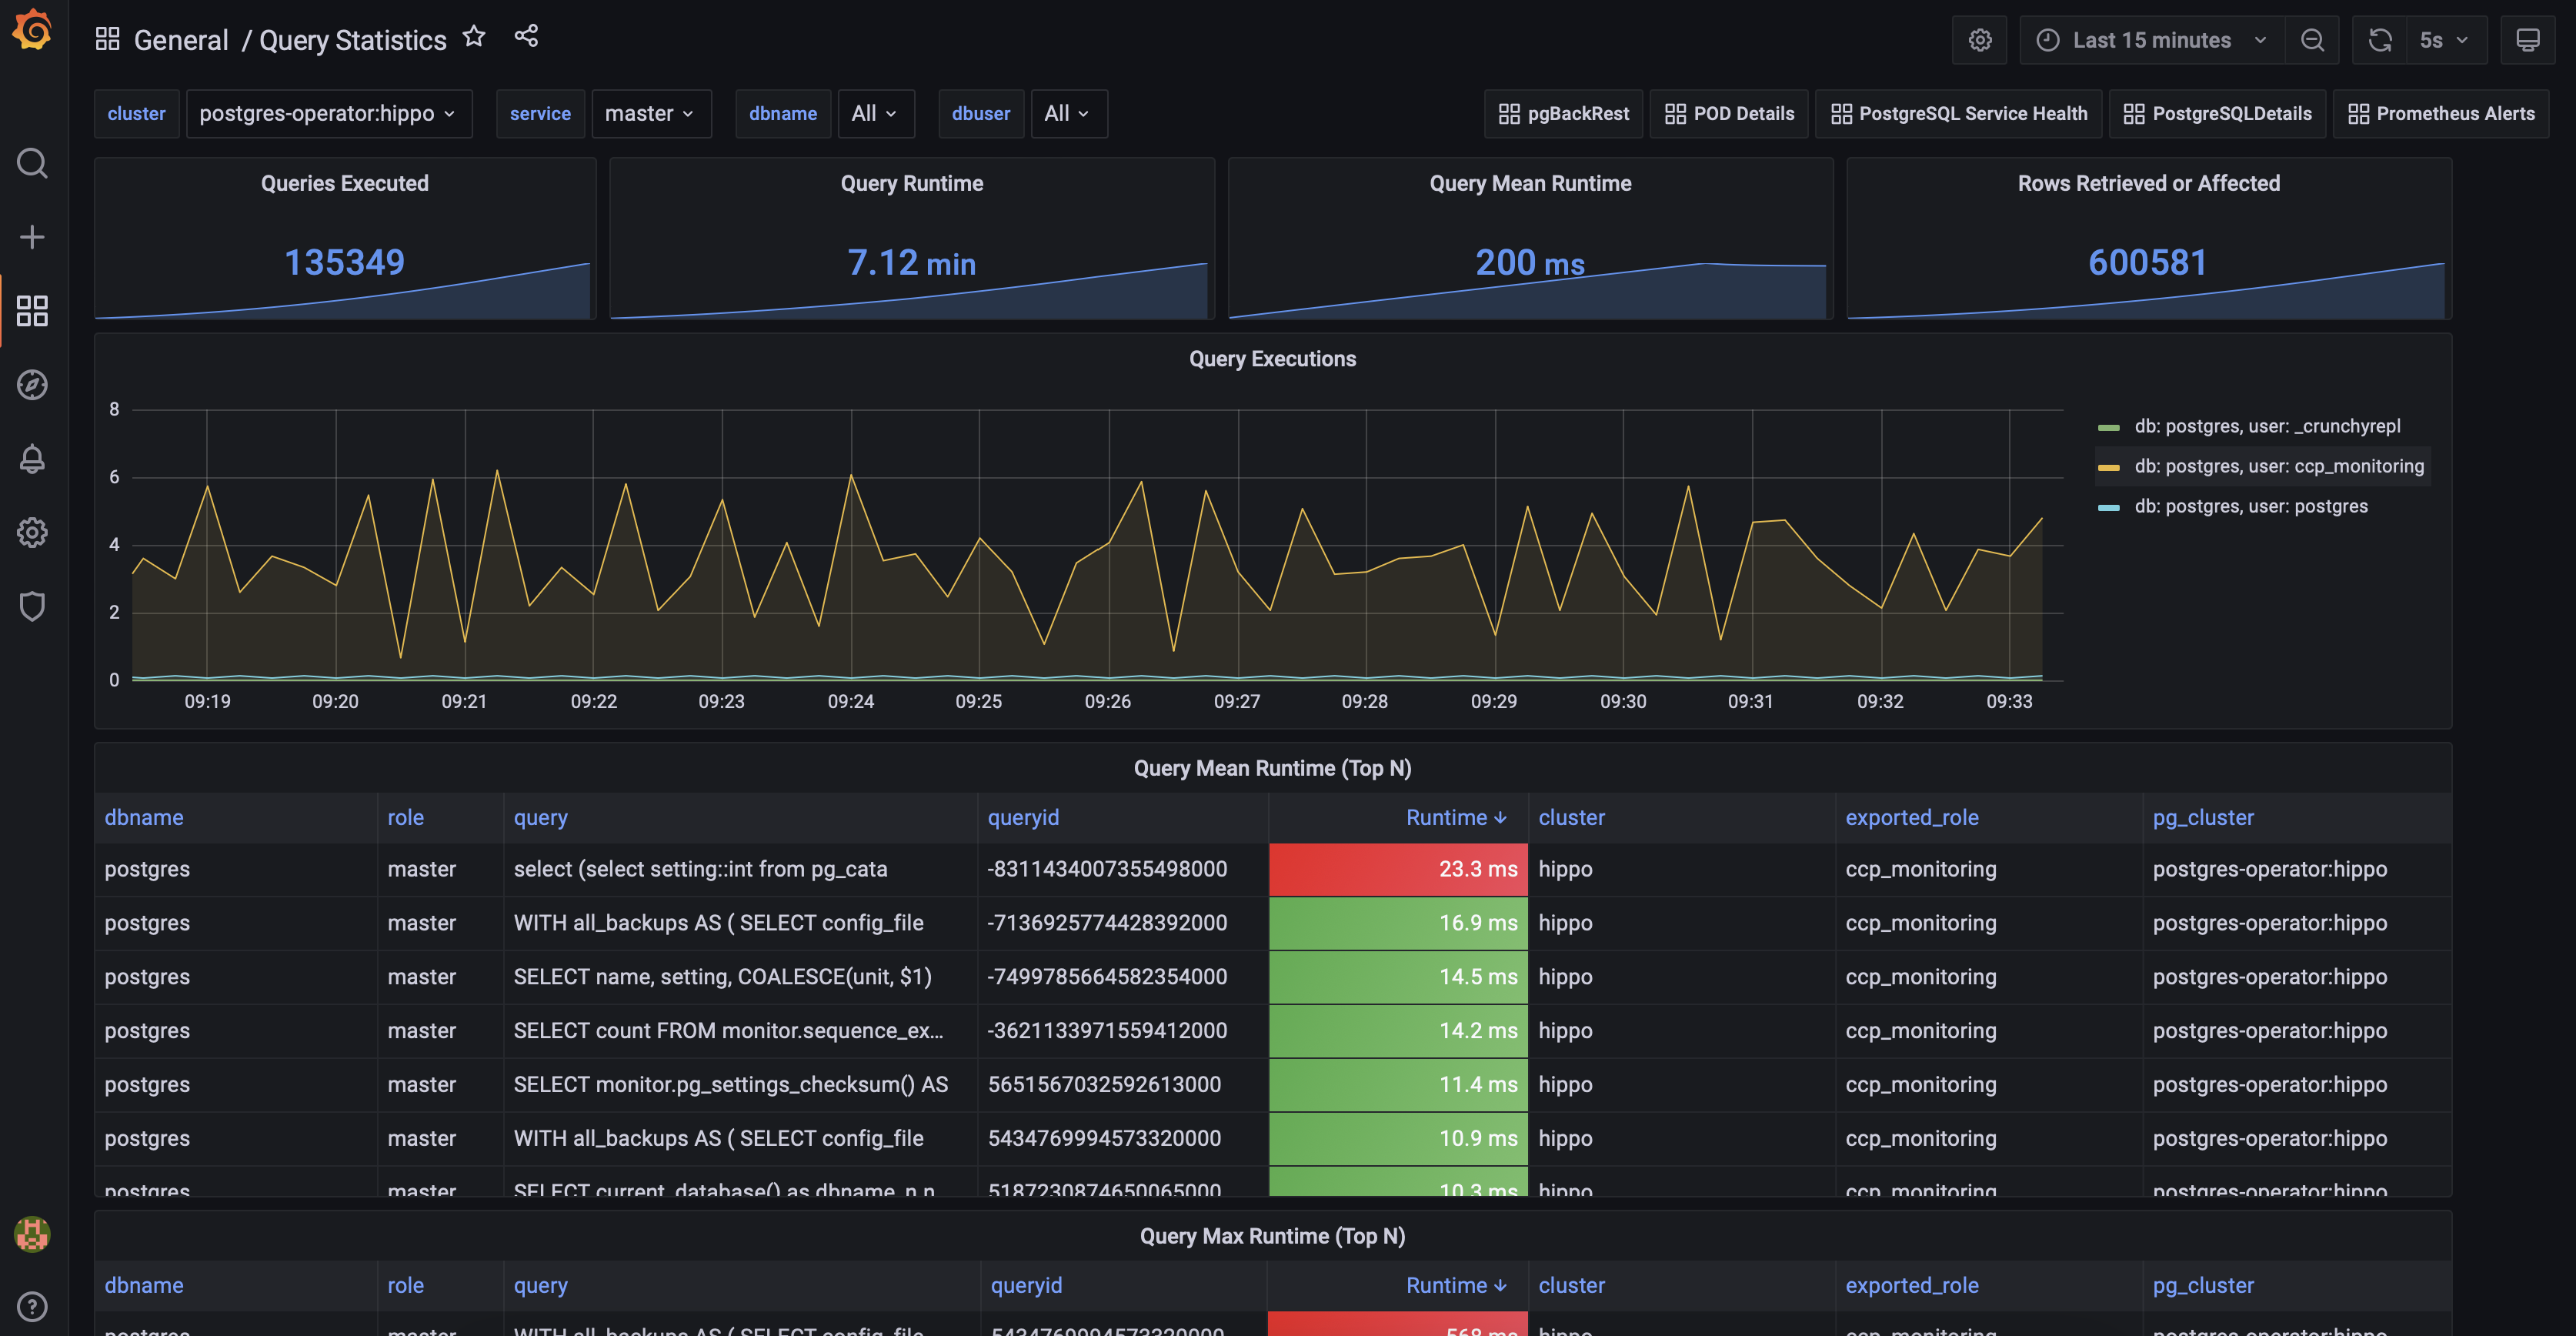 General / Query Statistics
Last 15 minutes
5s
cluster postgres-operator:hippo service master dbname All dbuser All
pgBackRest POD Details PostgreSQL Service Health PostgreSQLDetails Prometheus Alerts
Queries Executed
135349
Query Runtime
7.12 min
Query Mean Runtime
200 ms
Rows Retrieved or Affected
600581
Query Executions
8
6
4
2
0
09:19 09:20 09:21 09:22 09:23 09:24 09:25 09:26 09:27 09:28 09:29 09:30 09:31 09:32 09:33
db: postgres, user: _crunchyrepl
db: postgres, user: ccp_monitoring
db: postgres, user: postgres
Query Mean Runtime (Top N)
dbname role query queryid Runtime cluster exported_role pg_cluster
postgres master select (select setting::int from pg_cata -8311434007355498000 23.3 ms hippo ccp_monitoring postgres-operator:hippo
postgres master WITH all_backups AS ( SELECT config_file -7136925774428392000 16.9 ms hippo ccp_monitoring postgres-operator:hippo
postgres master SELECT name, setting, COALESCE(unit, $1) -7499785664582354000 14.5 ms hippo ccp_monitoring postgres-operator:hippo
postgres master SELECT count FROM monitor.sequence_ex... -3621133971559412000 14.2 ms hippo ccp_monitoring postgres-operator:hippo
postgres master SELECT monitor.pg_settings_checksum() AS 5651567032592613000 11.4 ms hippo ccp_monitoring postgres-operator:hippo
postgres master WITH all_backups AS ( SELECT config_file 5434769994573320000 10.9 ms hippo ccp_monitoring postgres-operator:hippo
postgres master SELECT current_database() as dbname, n.n 5187230874650065000 10.3 ms hippo ccp_monitoring postgres-operator:hippo
Query Max Runtime (Top N)
dbname role query queryid Runtime cluster exported_role pg_cluster
postgres master WITH all_backups AS ( SELECT config_file 5434769994573320000 568 ms hippo ccp_monitoring postgres-operator:hippo